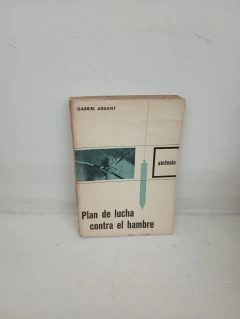 GABRIEL ARDANT
síntesis
Plan de lucha
contra el hambre